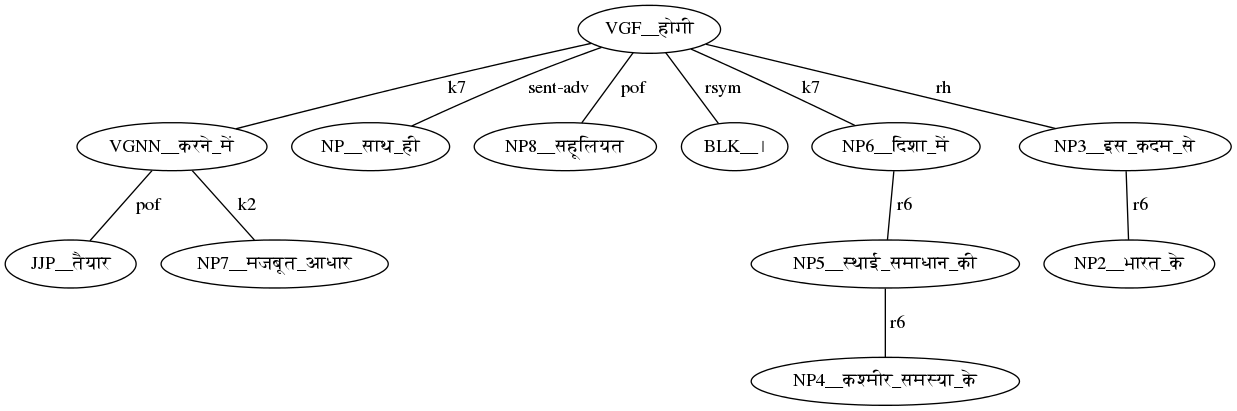 VGF__होगी
k7 sent-adv pof rsym k7 rh
VGNN__करने_में NP__साथ_ही NP8__सहूलियत BLK__। NP6__दिशा_में NP3__इस_कदम_से
pof k2 r6 r6
JJP__तैयार NP7__मजबूत_आधार NP5__स्थाई_समाधान_की NP2__भारत_के
r6
NP4__कश्मीर_समस्या_के